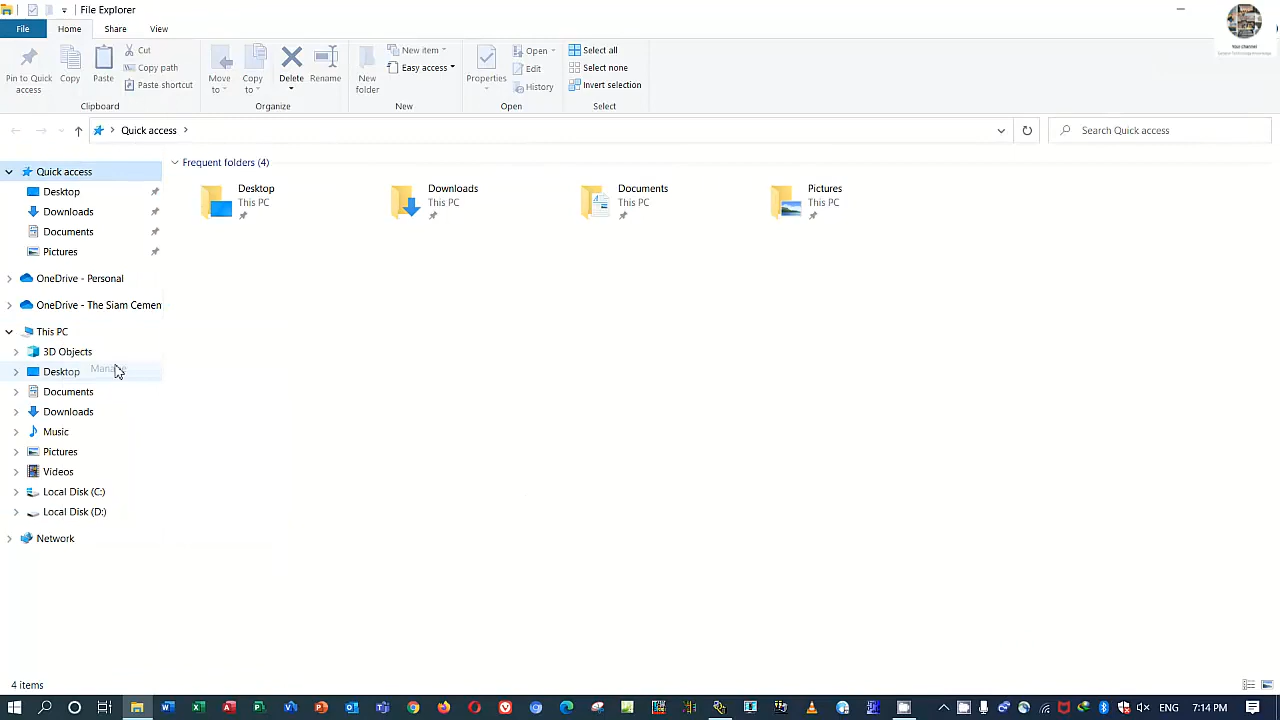 File Explorer
File Home Share View
Pin to Quick access
Copy
Paste
Cut
Copy path
Paste shortcut
Clipboard
Move to
Copy to
Delete
Rename
Organize
New folder
New item
Easy access
New
Properties
Open
Edit
History
Open
Select all
Select none
Invert selection
Select
Your channel
Quick access
Search Quick access
Quick access
Desktop
Downloads
Documents
Pictures
OneDrive - Personal
OneDrive - The Siam Cemen
This PC
3D Objects
Desktop
Documents
Downloads
Music
Pictures
Videos
Local Disk (C:)
Local Disk (D:)
Network
Frequent folders (4)
Desktop
This PC
Downloads
This PC
Documents
This PC
Pictures
This PC
4 items
ENG 7:14 PM